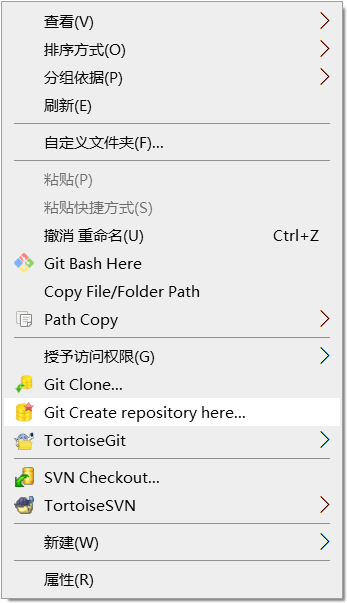 查看(V)
排序方式(O)
分组依据(P)
刷新(E)
自定义文件夹(F)...
粘贴(P)
粘贴快捷方式(S)
撤消 重命名(U) Ctrl+Z
Git Bash Here
Copy File/Folder Path
Path Copy
授予访问权限(G)
Git Clone...
Git Create repository here...
TortoiseGit
SVN Checkout...
TortoiseSVN
新建(W)
属性(R)